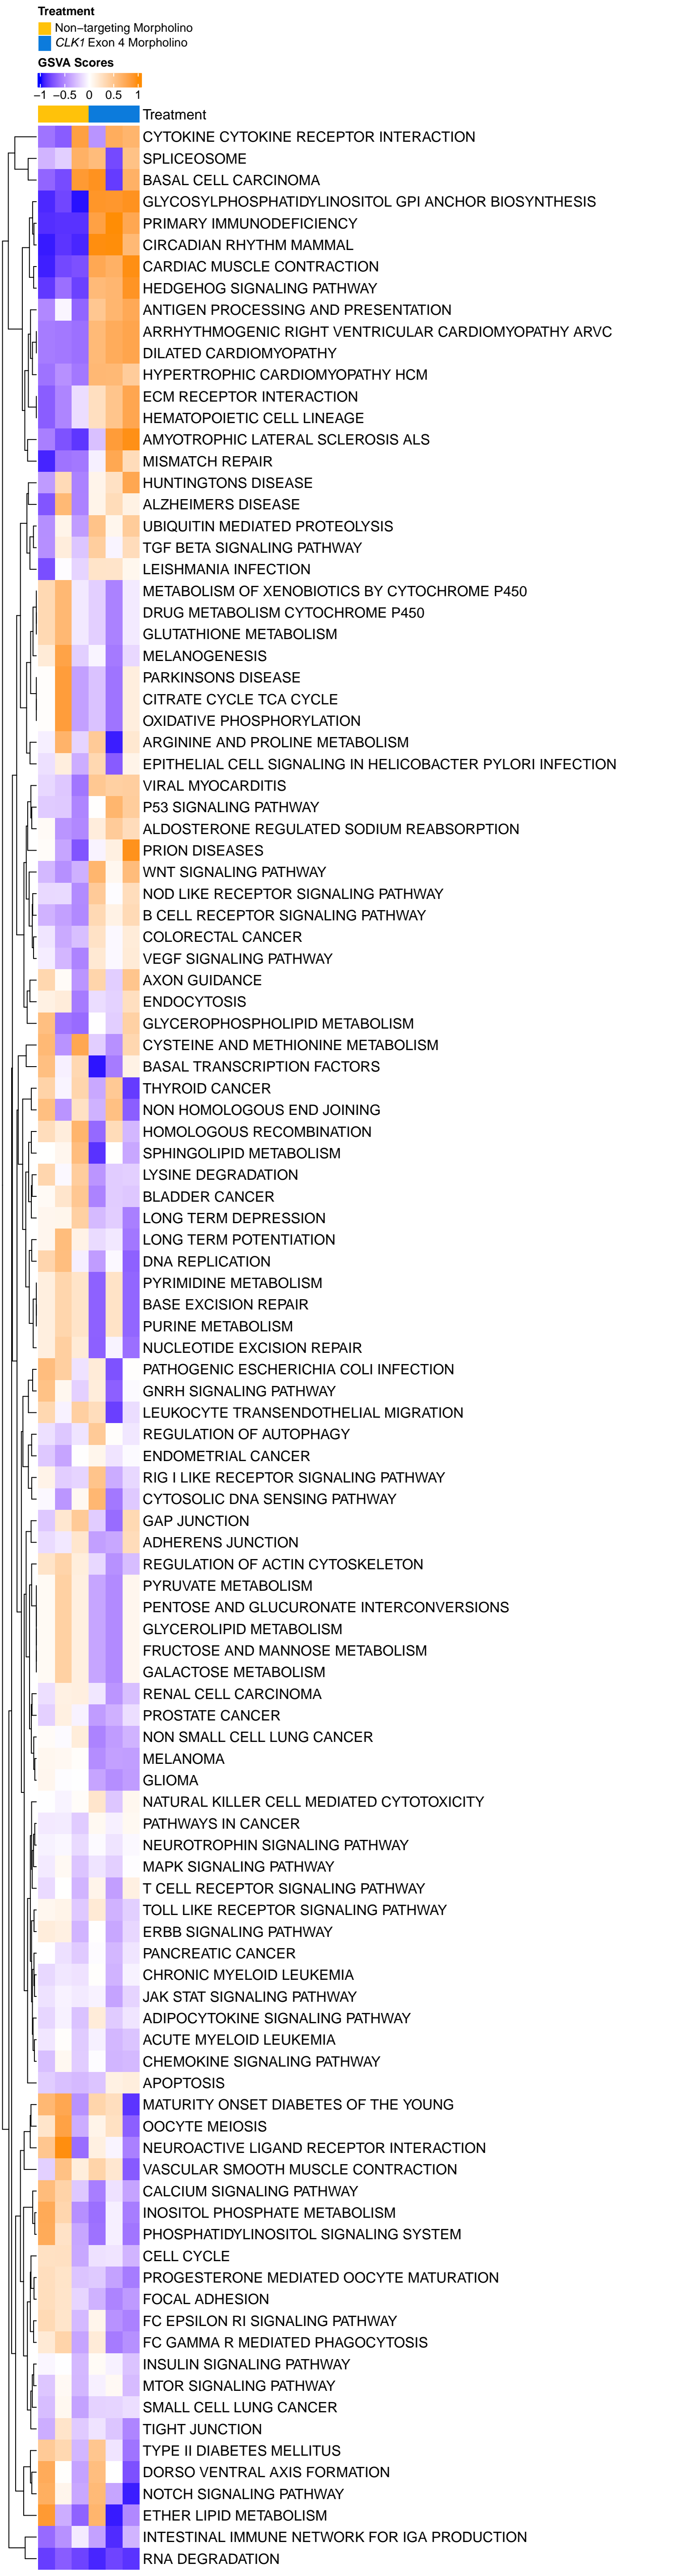 Treatment
Non−targeting Morpholino
CLK1 Exon 4 Morpholino
GSVA Scores
−1 −0.5 0 0.5 1
Treatment
CYTOKINE CYTOKINE RECEPTOR INTERACTION
SPLICEOSOME
BASAL CELL CARCINOMA
GLYCOSYLPHOSPHATIDYLINOSITOL GPI ANCHOR BIOSYNTHESIS
PRIMARY IMMUNODEFICIENCY
CIRCADIAN RHYTHM MAMMAL
CARDIAC MUSCLE CONTRACTION
HEDGEHOG SIGNALING PATHWAY
ANTIGEN PROCESSING AND PRESENTATION
ARRHYTHMOGENIC RIGHT VENTRICULAR CARDIOMYOPATHY ARVC
DILATED CARDIOMYOPATHY
HYPERTROPHIC CARDIOMYOPATHY HCM
ECM RECEPTOR INTERACTION
HEMATOPOIETIC CELL LINEAGE
AMYOTROPHIC LATERAL SCLEROSIS ALS
MISMATCH REPAIR
HUNTINGTONS DISEASE
ALZHEIMERS DISEASE
UBIQUITIN MEDIATED PROTEOLYSIS
TGF BETA SIGNALING PATHWAY
LEISHMANIA INFECTION
METABOLISM OF XENOBIOTICS BY CYTOCHROME P450
DRUG METABOLISM CYTOCHROME P450
GLUTATHIONE METABOLISM
MELANOGENESIS
PARKINSONS DISEASE
CITRATE CYCLE TCA CYCLE
OXIDATIVE PHOSPHORYLATION
ARGININE AND PROLINE METABOLISM
EPITHELIAL CELL SIGNALING IN HELICOBACTER PYLORI INFECTION
VIRAL MYOCARDITIS
P53 SIGNALING PATHWAY
ALDOSTERONE REGULATED SODIUM REABSORPTION
PRION DISEASES
WNT SIGNALING PATHWAY
NOD LIKE RECEPTOR SIGNALING PATHWAY
B CELL RECEPTOR SIGNALING PATHWAY
COLORECTAL CANCER
VEGF SIGNALING PATHWAY
AXON GUIDANCE
ENDOCYTOSIS
GLYCEROPHOSPHOLIPID METABOLISM
CYSTEINE AND METHIONINE METABOLISM
BASAL TRANSCRIPTION FACTORS
THYROID CANCER
NON HOMOLOGOUS END JOINING
HOMOLOGOUS RECOMBINATION
SPHINGOLIPID METABOLISM
LYSINE DEGRADATION
BLADDER CANCER
LONG TERM DEPRESSION
LONG TERM POTENTIATION
DNA REPLICATION
PYRIMIDINE METABOLISM
BASE EXCISION REPAIR
PURINE METABOLISM
NUCLEOTIDE EXCISION REPAIR
PATHOGENIC ESCHERICHIA COLI INFECTION
GNRH SIGNALING PATHWAY
LEUKOCYTE TRANSENDOTHELIAL MIGRATION
REGULATION OF AUTOPHAGY
ENDOMETRIAL CANCER
RIG I LIKE RECEPTOR SIGNALING PATHWAY
CYTOSOLIC DNA SENSING PATHWAY
GAP JUNCTION
ADHERENS JUNCTION
REGULATION OF ACTIN CYTOSKELETON
PYRUVATE METABOLISM
PENTOSE AND GLUCURONATE INTERCONVERSIONS
GLYCEROLIPID METABOLISM
FRUCTOSE AND MANNOSE METABOLISM
GALACTOSE METABOLISM
RENAL CELL CARCINOMA
PROSTATE CANCER
NON SMALL CELL LUNG CANCER
MELANOMA
GLIOMA
NATURAL KILLER CELL MEDIATED CYTOTOXICITY
PATHWAYS IN CANCER
NEUROTROPHIN SIGNALING PATHWAY
MAPK SIGNALING PATHWAY
T CELL RECEPTOR SIGNALING PATHWAY
TOLL LIKE RECEPTOR SIGNALING PATHWAY
ERBB SIGNALING PATHWAY
PANCREATIC CANCER
CHRONIC MYELOID LEUKEMIA
JAK STAT SIGNALING PATHWAY
ADIPOCYTOKINE SIGNALING PATHWAY
ACUTE MYELOID LEUKEMIA
CHEMOKINE SIGNALING PATHWAY
APOPTOSIS
MATURITY ONSET DIABETES OF THE YOUNG
OOCYTE MEIOSIS
NEUROACTIVE LIGAND RECEPTOR INTERACTION
VASCULAR SMOOTH MUSCLE CONTRACTION
CALCIUM SIGNALING PATHWAY
INOSITOL PHOSPHATE METABOLISM
PHOSPHATIDYLINOSITOL SIGNALING SYSTEM
CELL CYCLE
PROGESTERONE MEDIATED OOCYTE MATURATION
FOCAL ADHESION
FC EPSILON RI SIGNALING PATHWAY
FC GAMMA R MEDIATED PHAGOCYTOSIS
INSULIN SIGNALING PATHWAY
MTOR SIGNALING PATHWAY
SMALL CELL LUNG CANCER
TIGHT JUNCTION
TYPE II DIABETES MELLITUS
DORSO VENTRAL AXIS FORMATION
NOTCH SIGNALING PATHWAY
ETHER LIPID METABOLISM
INTESTINAL IMMUNE NETWORK FOR IGA PRODUCTION
RNA DEGRADATION